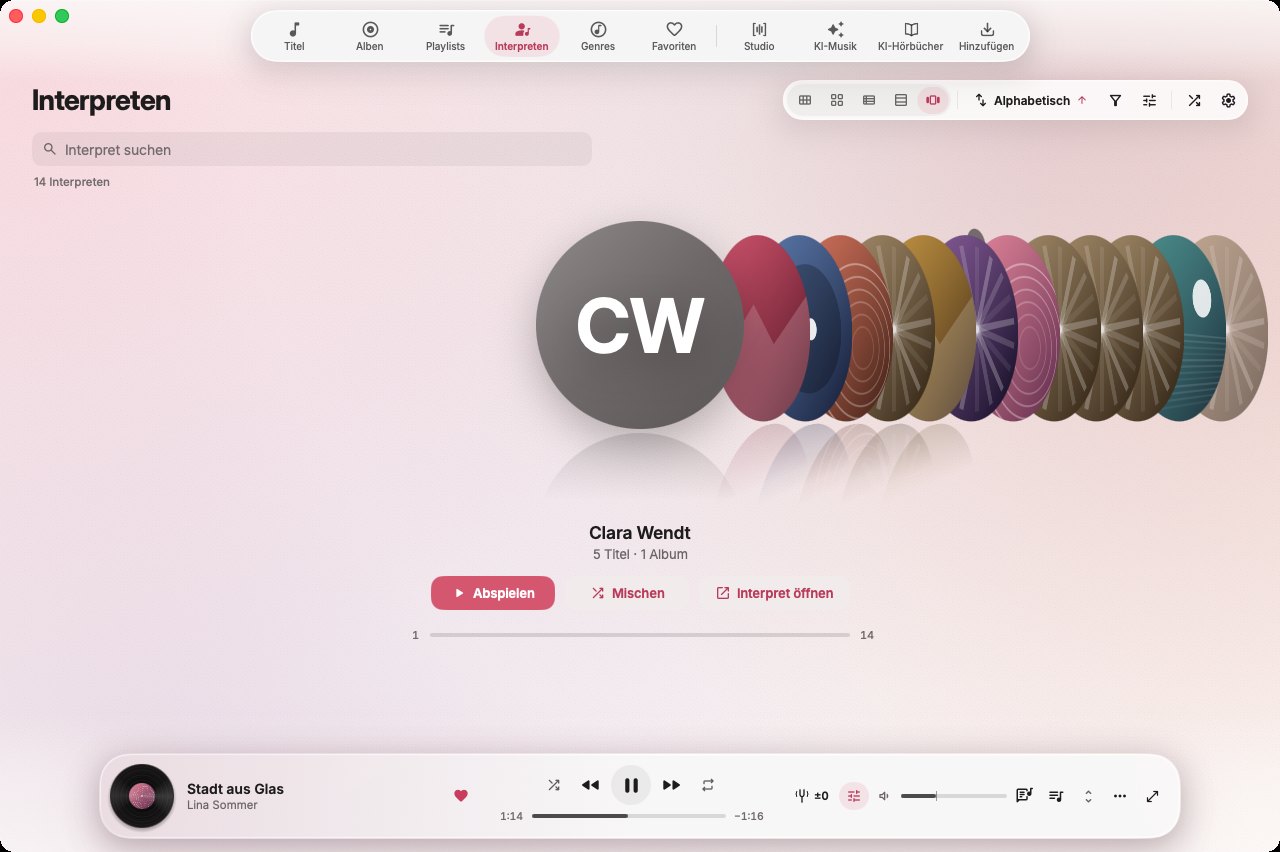 Titel
Alben
Playlists
Interpreten
Genres
Favoriten
Studio
KI-Musik
KI-Hörbücher
Hinzufügen
Interpreten
Alphabetisch
Interpret suchen
14 Interpreten
CW
Clara Wendt
5 Titel · 1 Album
Abspielen
Mischen
Interpret öffnen
1
14
Stadt aus Glas
Lina Sommer
1:14
−1:16
±0